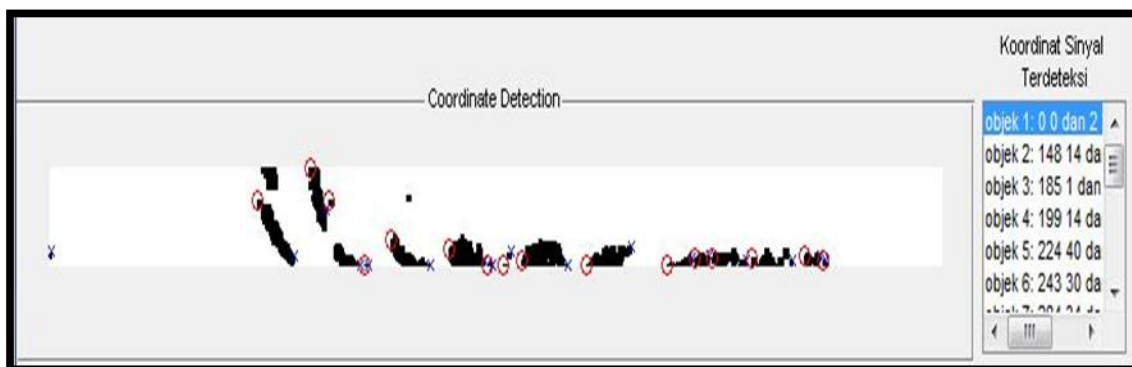 Coordinate Detection
Koordinat Sinyal
Terdeteksi
objek 1: 0 0 dan 2
objek 2: 148 14 da
objek 3: 185 1 dan
objek 4: 199 14 da
objek 5: 224 40 da
objek 6: 243 30 da